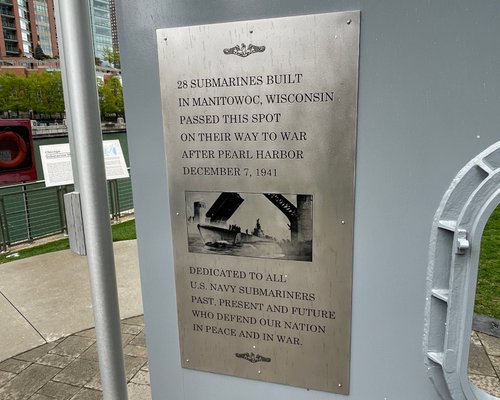 28 SUBMARINES BUILT
IN MANITOWOC, WISCONSIN
PASSED THIS SPOT
ON THEIR WAY TO WAR
AFTER PEARL HARBOR
DECEMBER 7, 1941
DEDICATED TO ALL
U.S. NAVY SUBMARINERS
PAST, PRESENT AND FUTURE
WHO DEFEND OUR NATION
IN PEACE AND IN WAR.